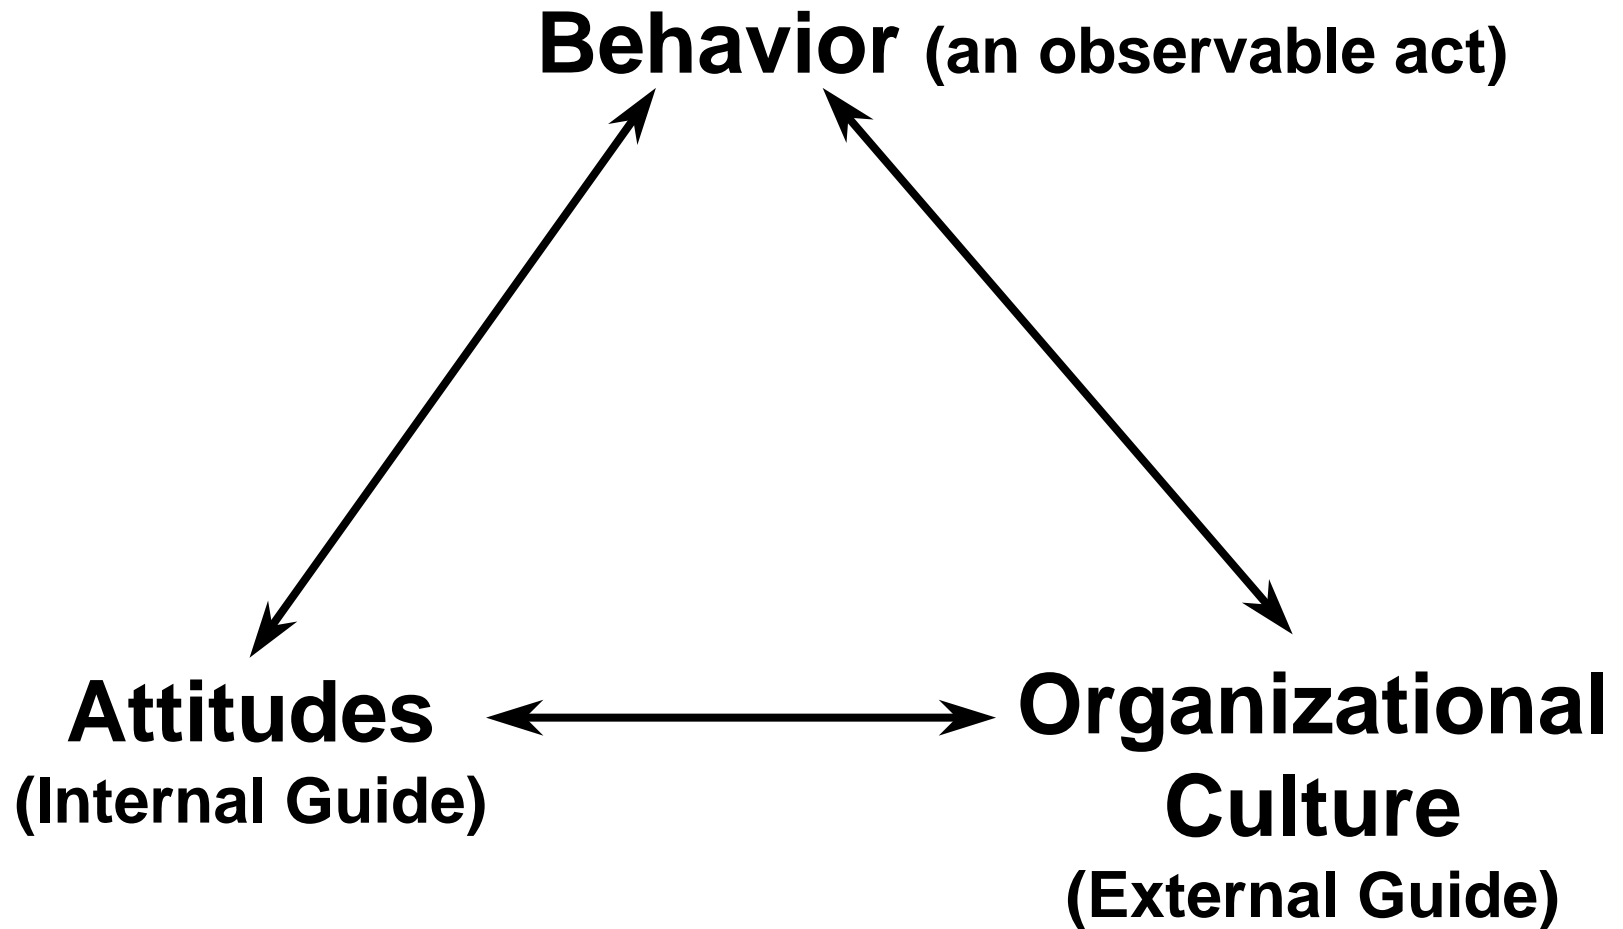 Behavior (an observable act)
Attitudes
(Internal Guide)
Organizational
Culture
(External Guide)